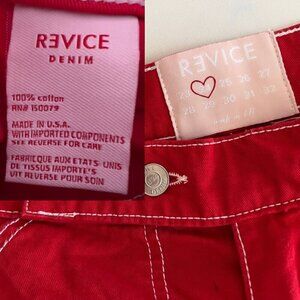 REVICE
DENIM
100% cotton
RN# 150079
MADE IN U.S.A.
WITH IMPORTED COMPONENTS
SEE REVERSE FOR CARE
FABRIQUE AUX ETATS-UNIS
DE TISSUS IMPORTE'S
VIT REVERSE POUR SOIN
REVICE
25 26 27
28 29 30 31 32